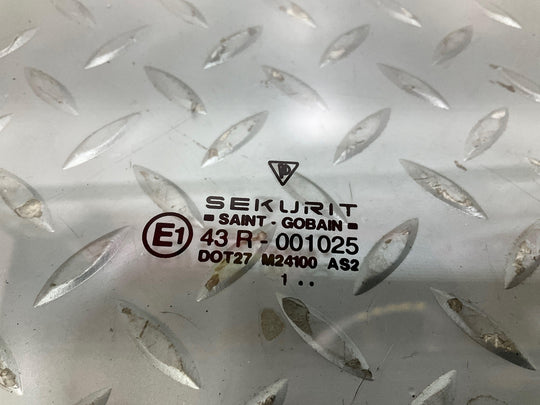 SEKURIT
= SAINT - GOBAIN =
E1 43 R - 001025
DOT27 M24100 AS2
1 ..